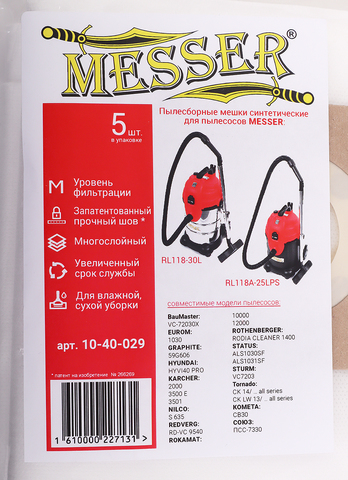 MESSER®
Пылесборные мешки синтетические
для пылесосов MESSER:
5 шт.
в упаковке
M Уровень
фильтрации
Запатентованный
прочный шов *
Многослойный
Увеличенный
срок службы
Для влажной,
сухой уборки
арт. 10-40-029
* патент на изобретение № 266269
1 610000 227131 >
RL118-30L
RL118A-25LPS
совместимые модели пылесосов:
BauMaster:
VC-72030X
EUROM:
1030
GRAPHITE:
59G606
HYUNDAI:
HYVI40 PRO
KARCHER:
2000
3500 E
3501
NILCO:
S 635
REDVERG:
RD-VC 9540
ROKAMAT:
10000
12000
ROTHENBERGER:
RODIA CLEANER 1400
STATUS:
ALS1030SF
ALS1031SF
STURM:
VC7203
Tornado:
CK 14/ .. all series
CK LW 13/ .. all series
КОМЕТА:
CB30
СОЮЗ:
ПСС-7330